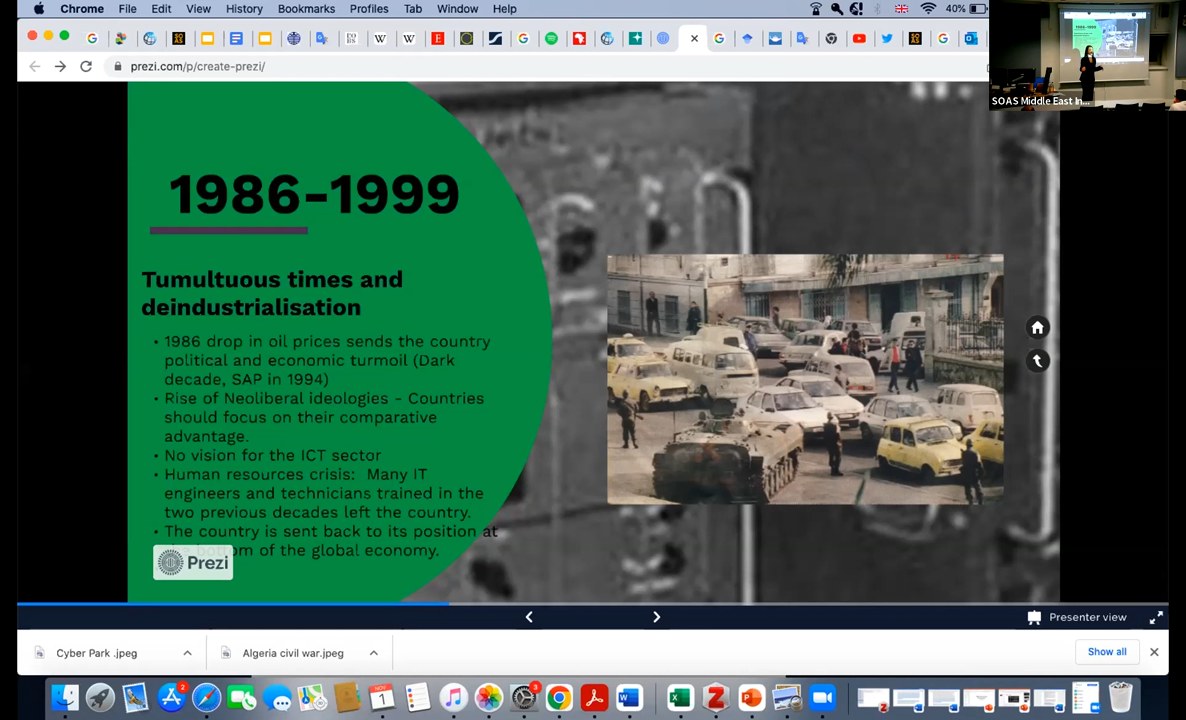 Chrome File Edit View History Bookmarks Profiles Tab Window Help
40%
prezi.com/p/create-prezi/
SOAS Middle East In...
1986-1999
Tumultuous times and
deindustrialisation
• 1986 drop in oil prices sends the country
political and economic turmoil (Dark
decade, SAP in 1994)
• Rise of Neoliberal ideologies - Countries
should focus on their comparative
advantage.
• No vision for the ICT sector
• Human resources crisis: Many IT
engineers and technicians trained in the
two previous decades left the country.
• The country is sent back to its position at
bottom of the global economy.
Prezi
Presenter view
Cyber Park .jpeg
Algeria civil war.jpeg
Show all